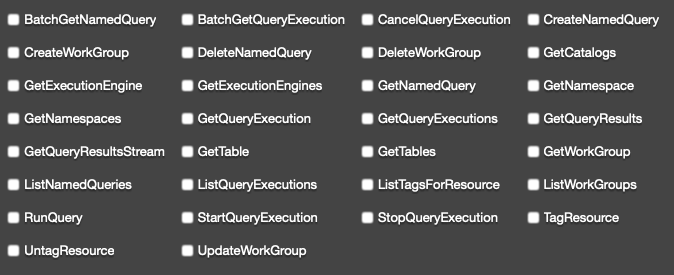 BatchGetNamedQuery BatchGetQueryExecution CancelQueryExecution CreateNamedQuery
CreateWorkGroup DeleteNamedQuery DeleteWorkGroup GetCatalogs
GetExecutionEngine GetExecutionEngines GetNamedQuery GetNamespace
GetNamespaces GetQueryExecution GetQueryExecutions GetQueryResults
GetQueryResultsStream GetTable GetTables GetWorkGroup
ListNamedQueries ListQueryExecutions ListTagsForResource ListWorkGroups
RunQuery StartQueryExecution StopQueryExecution TagResource
UntagResource UpdateWorkGroup